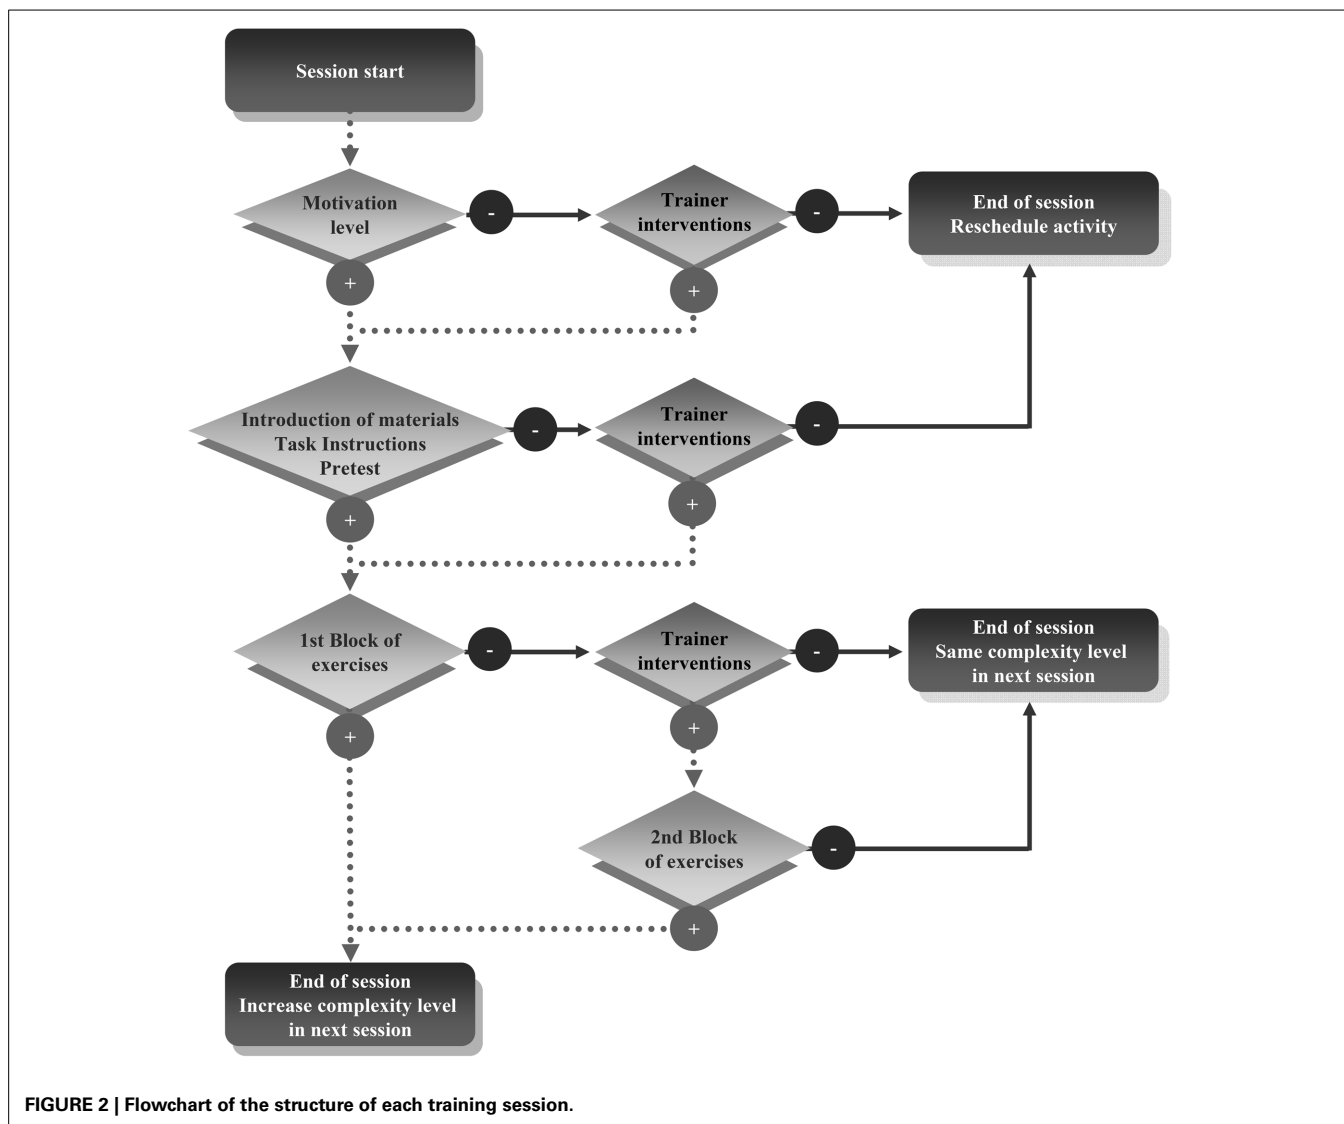 Session start
Motivation
level
-
Trainer
interventions
-
End of session
Reschedule activity
+
+
Introduction of materials
Task Instructions
Pretest
-
Trainer
interventions
-
+
+
1st Block of
exercises
-
Trainer
interventions
-
End of session
Same complexity level
in next session
+
+
2nd Block
of exercises
-
+
End of session
Increase complexity level
in next session
FIGURE 2 | Flowchart of the structure of each training session.